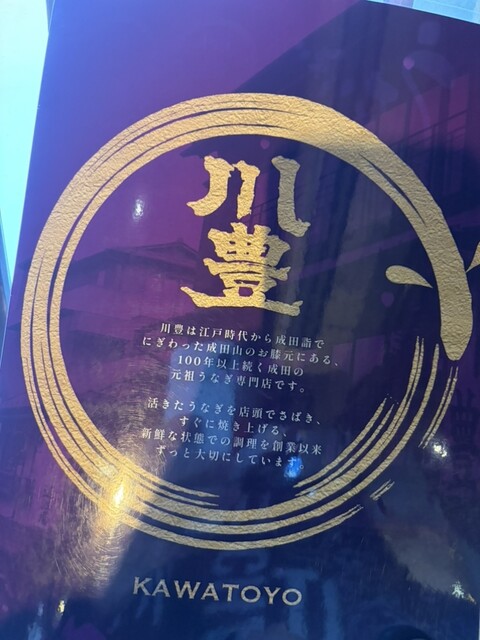 川豊
川豊は江戸時代から成田詣で
にぎわった成田山のお膝元にある、
100年以上続く成田の
元祖うなぎ専門店です。
活きたうなぎを店頭でさばき、
すぐに焼き上げる、
新鮮な状態での調理を創業以来
ずっと大切にしています。
KAWATOYO